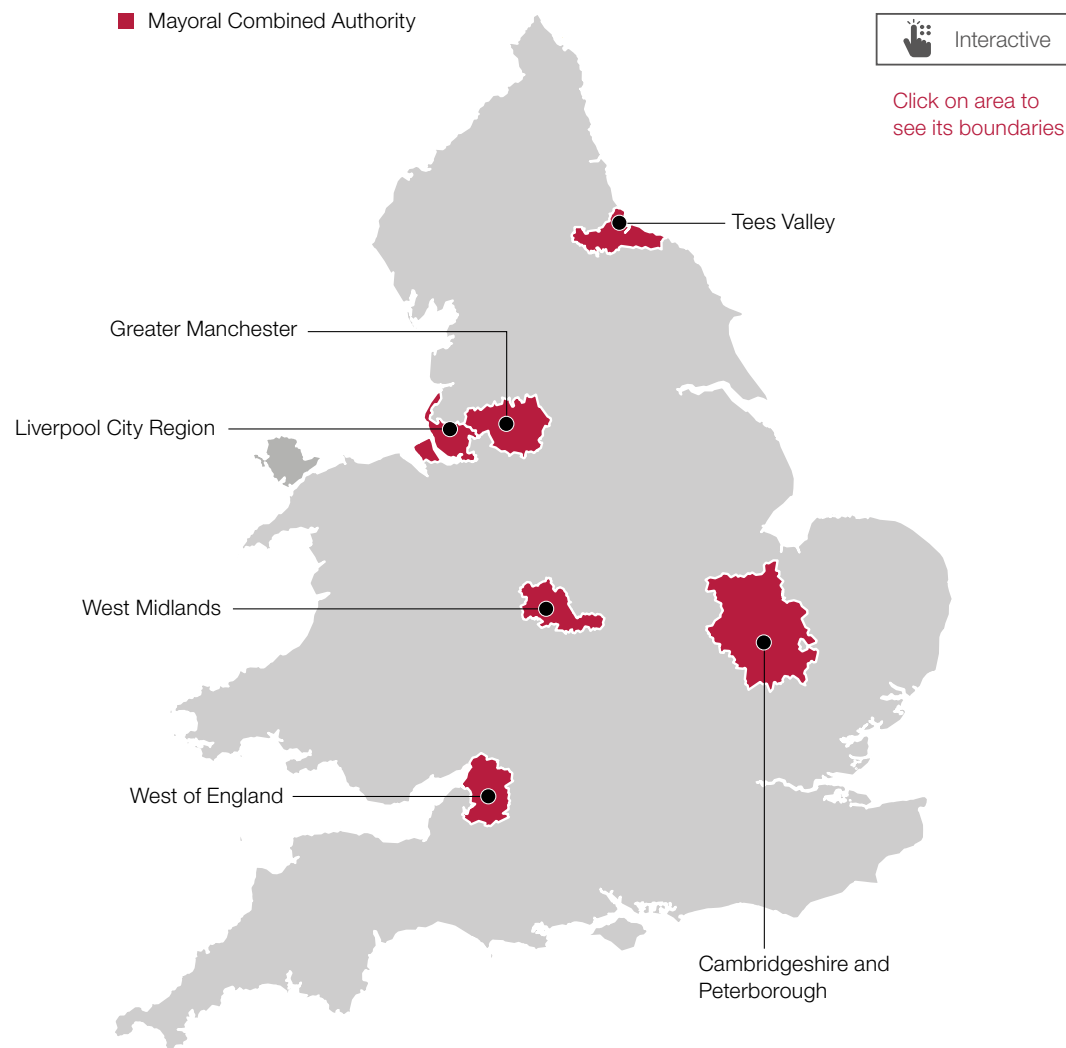 Mayoral Combined Authority
Interactive
Click on area to
see its boundaries
Tees Valley
Greater Manchester
Liverpool City Region
West Midlands
West of England
Cambridgeshire and
Peterborough